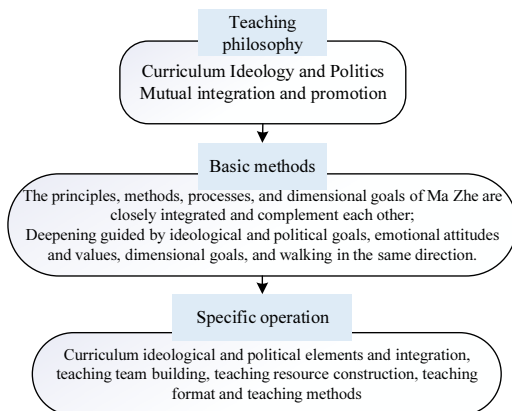 Teaching
philosophy
Curriculum Ideology and Politics
Mutual integration and promotion
Basic methods
The principles, methods, processes, and dimensional goals of Ma Zhe are
closely integrated and complement each other;
Deepening guided by ideological and political goals, emotional attitudes
and values, dimensional goals, and walking in the same direction.
Specific operation
Curriculum ideological and political elements and integration,
teaching team building, teaching resource construction, teaching
format and teaching methods